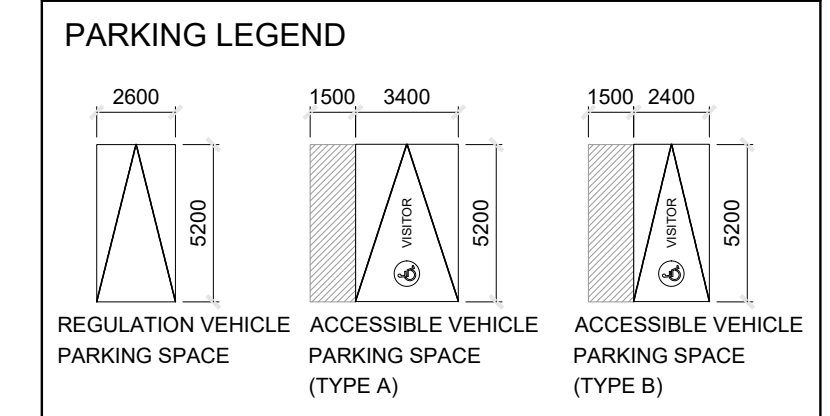 PARKING LEGEND
2600
5200
REGULATION VEHICLE
PARKING SPACE
1500 3400
VISITOR
5200
ACCESSIBLE VEHICLE
PARKING SPACE
(TYPE A)
1500 2400
VISITOR
5200
ACCESSIBLE VEHICLE
PARKING SPACE
(TYPE B)